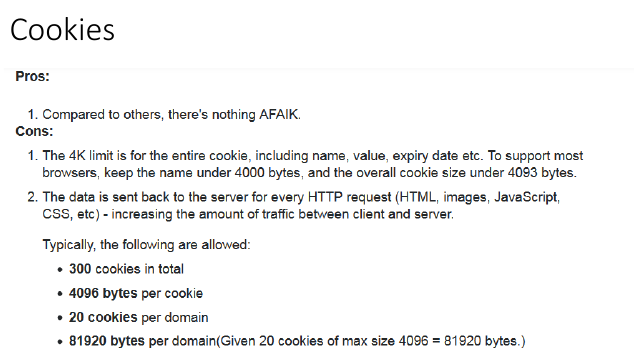 Cookies
Pros:
1. Compared to others, there's nothing AFAIK.
Cons:
1. The 4K limit is for the entire cookie, including name, value, expiry date etc. To support most
browsers, keep the name under 4000 bytes, and the overall cookie size under 4093 bytes.
2. The data is sent back to the server for every HTTP request (HTML, images, JavaScript,
CSS, etc) - increasing the amount of traffic between client and server.
Typically, the following are allowed:
• 300 cookies in total
• 4096 bytes per cookie
• 20 cookies per domain
• 81920 bytes per domain(Given 20 cookies of max size 4096 = 81920 bytes.)